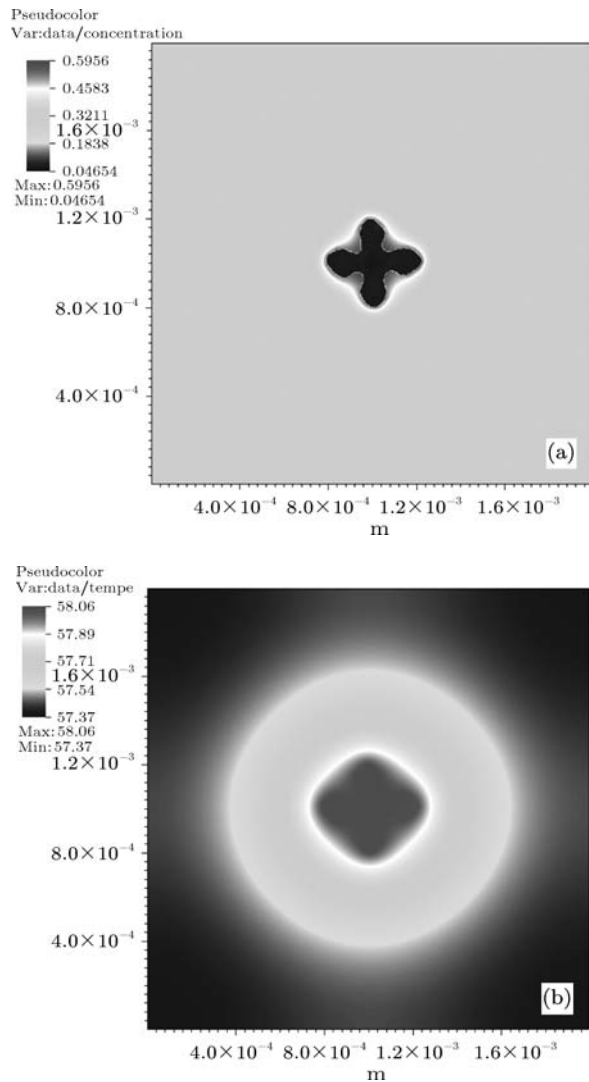 Pseudocolor
Var:data/concentration
0.5956
0.4583
0.3211
1.6×10⁻³
0.1838
0.04654
Max:0.5956
Min:0.04654
1.2×10⁻³
8.0×10⁻⁴
4.0×10⁻⁴
(a)
4.0×10⁻⁴ 8.0×10⁻⁴ 1.2×10⁻³ 1.6×10⁻³
m
Pseudocolor
Var:data/tempe
58.06
57.89
57.71
1.6×10⁻³
57.54
57.37
Max:58.06
Min:57.37
1.2×10⁻³
8.0×10⁻⁴
4.0×10⁻⁴
(b)
4.0×10⁻⁴ 8.0×10⁻⁴ 1.2×10⁻³ 1.6×10⁻³
m